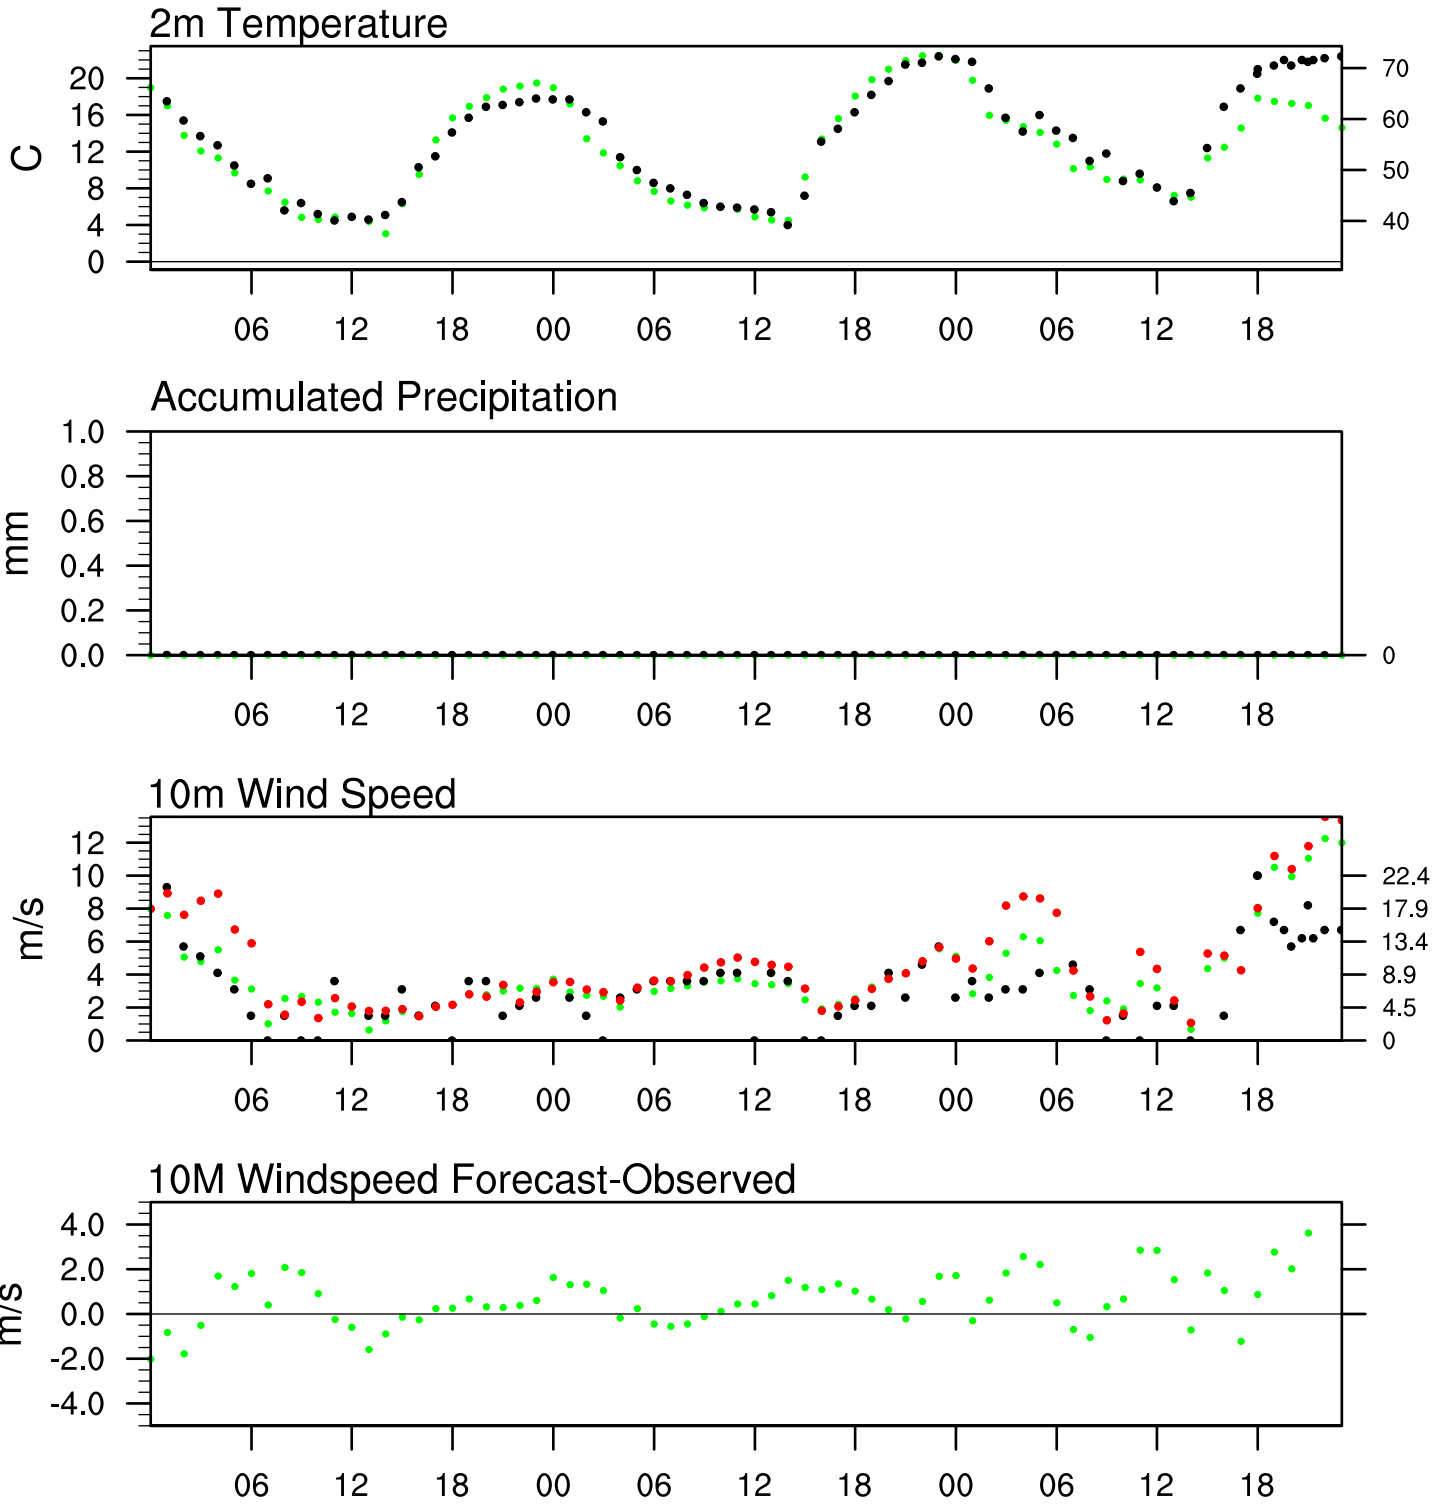 2m Temperature
20
16
12
8
4
0
C
70
60
50
40
06 12 18 00 06 12 18 00 06 12 18
Accumulated Precipitation
1.0
0.8
0.6
0.4
0.2
0.0
mm
0
06 12 18 00 06 12 18 00 06 12 18
10m Wind Speed
12
10
8
6
4
2
0
m/s
22.4
17.9
13.4
8.9
4.5
0
06 12 18 00 06 12 18 00 06 12 18
10M Windspeed Forecast-Observed
4.0
2.0
0.0
-2.0
-4.0
m/s
06 12 18 00 06 12 18 00 06 12 18